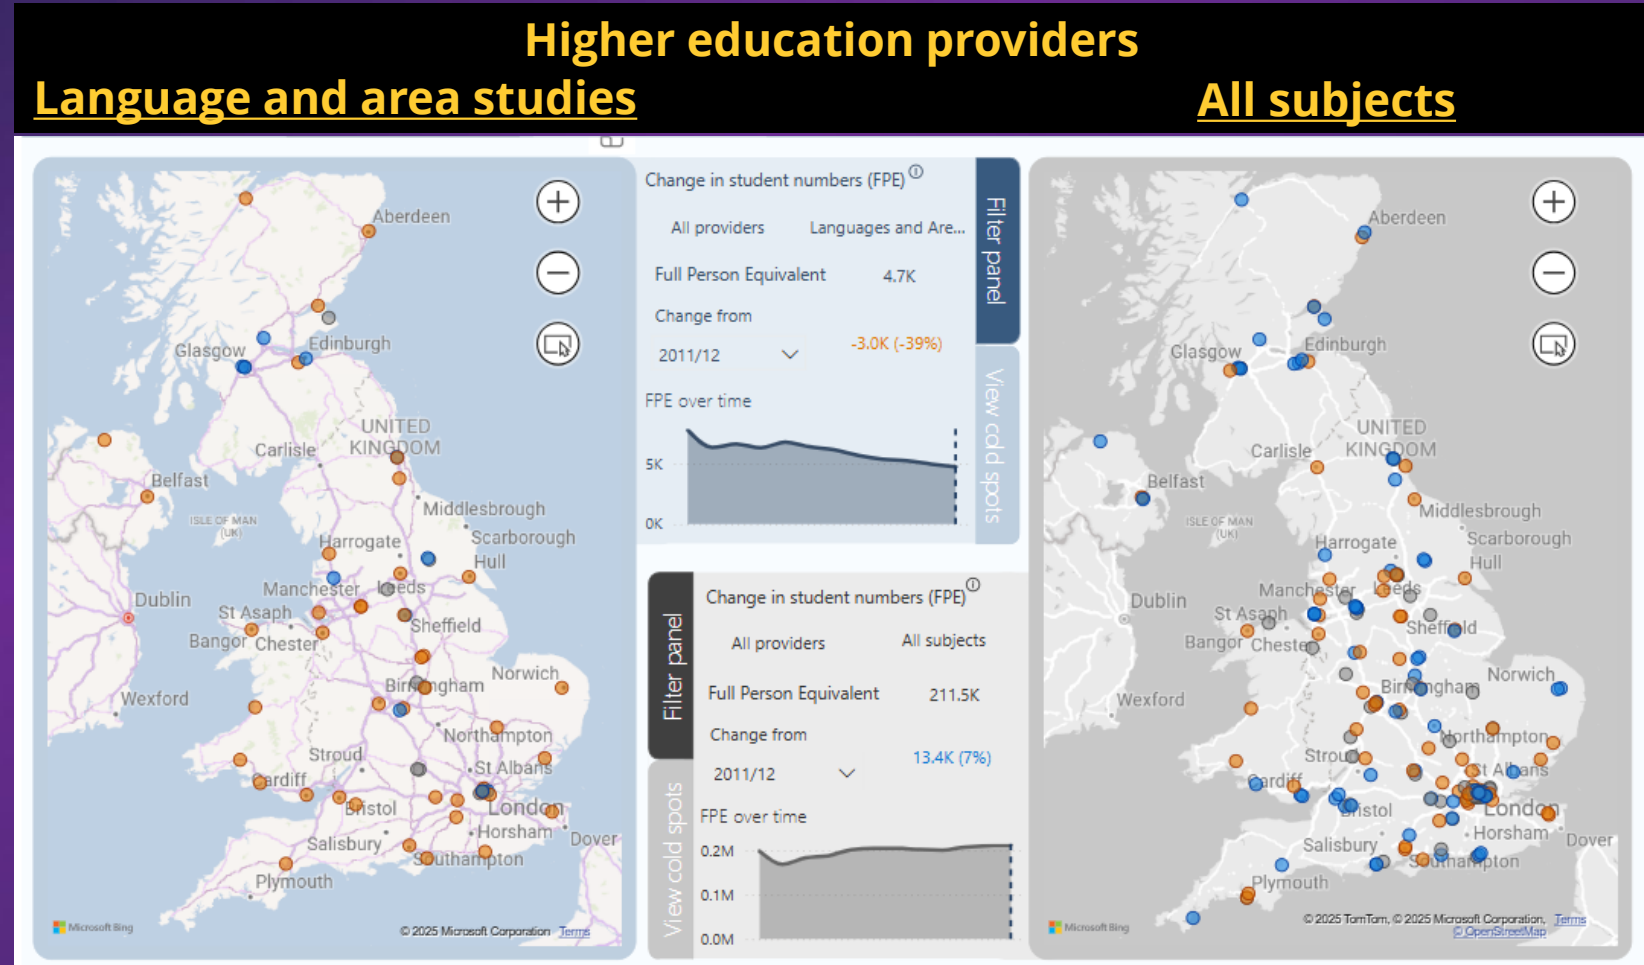 Higher education providers
Language and area studies
All subjects
Aberdeen
Glasgow
Edinburgh
UNITED
KINGDOM
Carlisle
Belfast
ISLE OF MAN
(UK)
Middlesbrough
Scarborough
Harrogate
Hull
Manchester
Leeds
Dublin
St Asaph
Sheffield
Bangor
Chester
Norwich
Birmingham
Wexford
Northampton
Stroud
St Albans
Cardiff
London
Bristol
Horsham
Dover
Salisbury
Southampton
Plymouth
Microsoft Bing
© 2025 Microsoft Corporation Terms
Change in student numbers (FPE)
All providers
Languages and Are...
Full Person Equivalent
4.7K
Change from
2011/12
-3.0K (-39%)
FPE over time
5K
0K
Filter panel
View cold spots
Change in student numbers (FPE)
All providers
All subjects
Full Person Equivalent
211.5K
Change from
2011/12
13.4K (7%)
FPE over time
0.2M
0.1M
0.0M
Filter panel
View cold spots
Aberdeen
Glasgow
Edinburgh
UNITED
KINGDOM
Carlisle
Belfast
ISLE OF MAN
(UK)
Middlesbrough
Scarborough
Harrogate
Hull
Manchester
Leeds
Dublin
St Asaph
Sheffield
Bangor
Chester
Norwich
Birmingham
Wexford
Northampton
Stroud
St Albans
Cardiff
London
Bristol
Horsham
Dover
Salisbury
Southampton
Plymouth
Microsoft Bing
© 2025 TomTom, © 2025 Microsoft Corporation, Terms
© OpenStreetMap